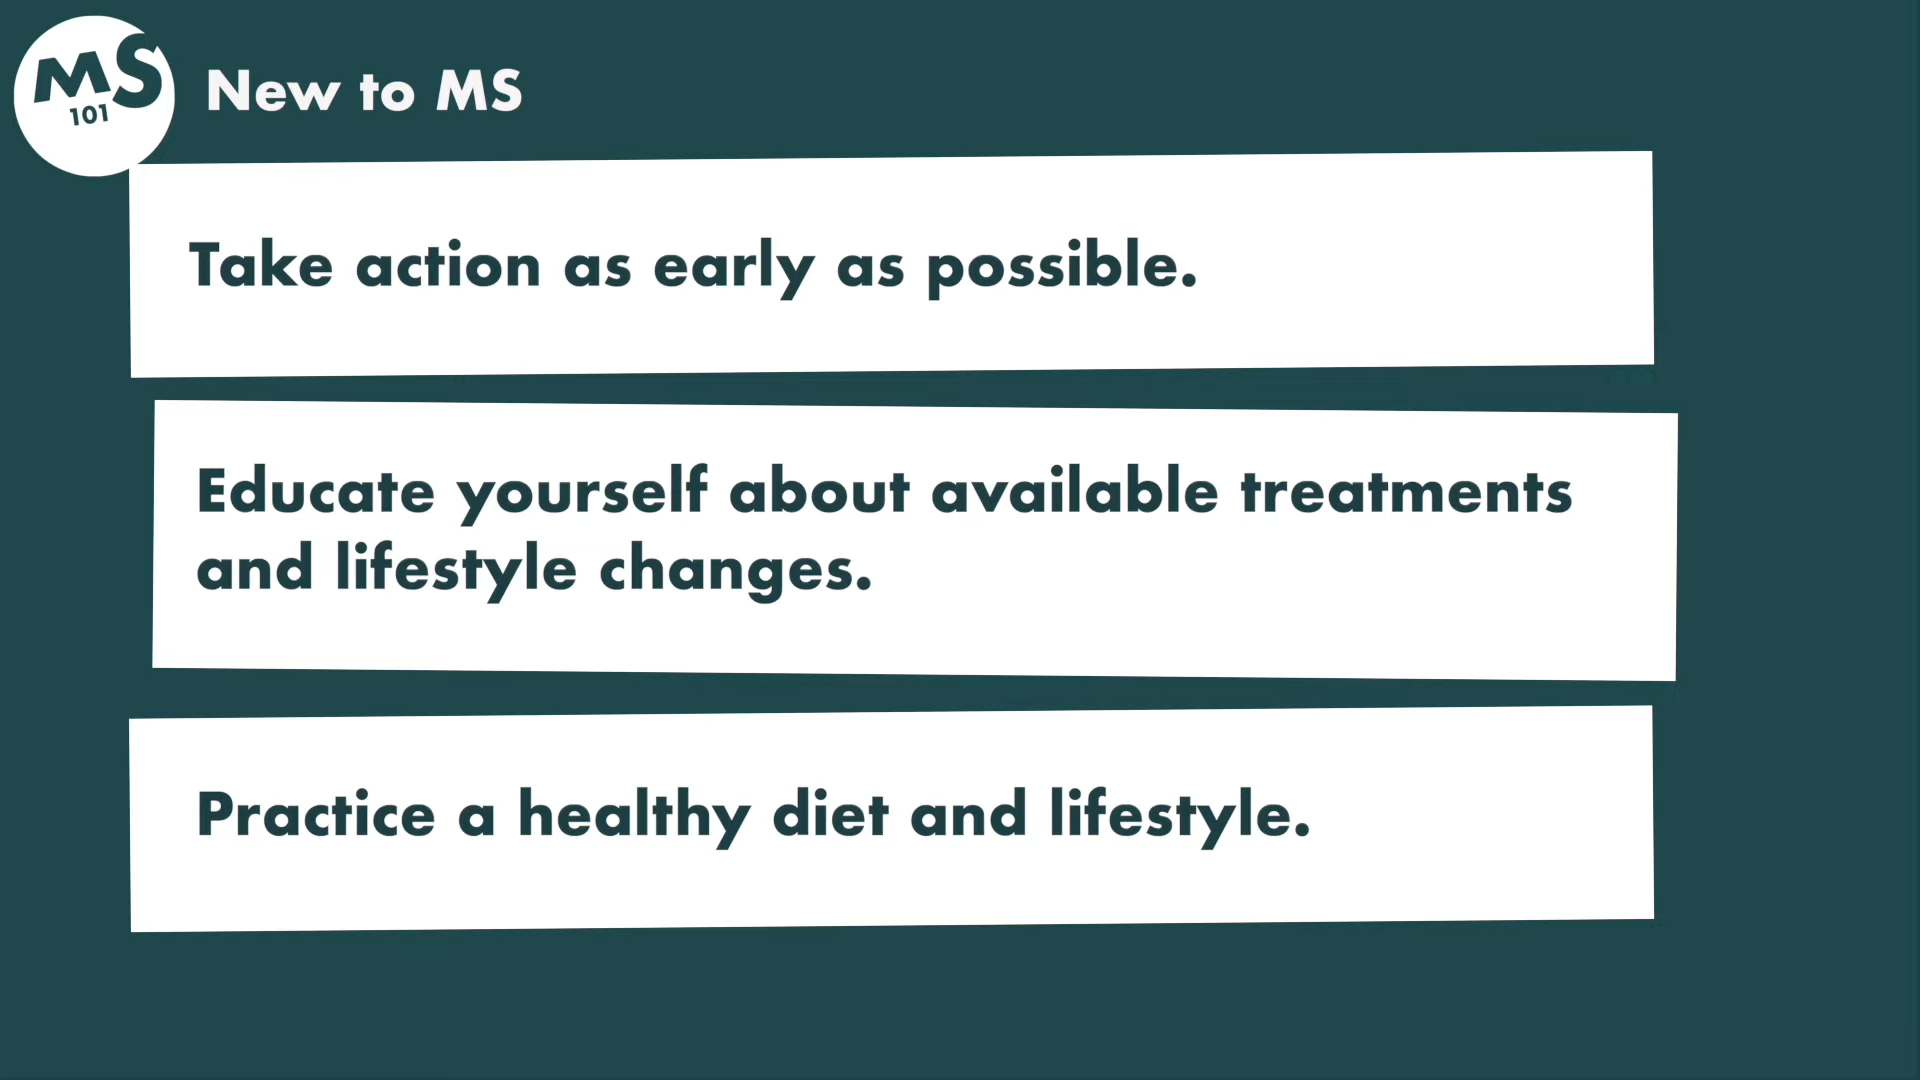 MS
101
New to MS
Take action as early as possible.
Educate yourself about available treatments
and lifestyle changes.
Practice a healthy diet and lifestyle.